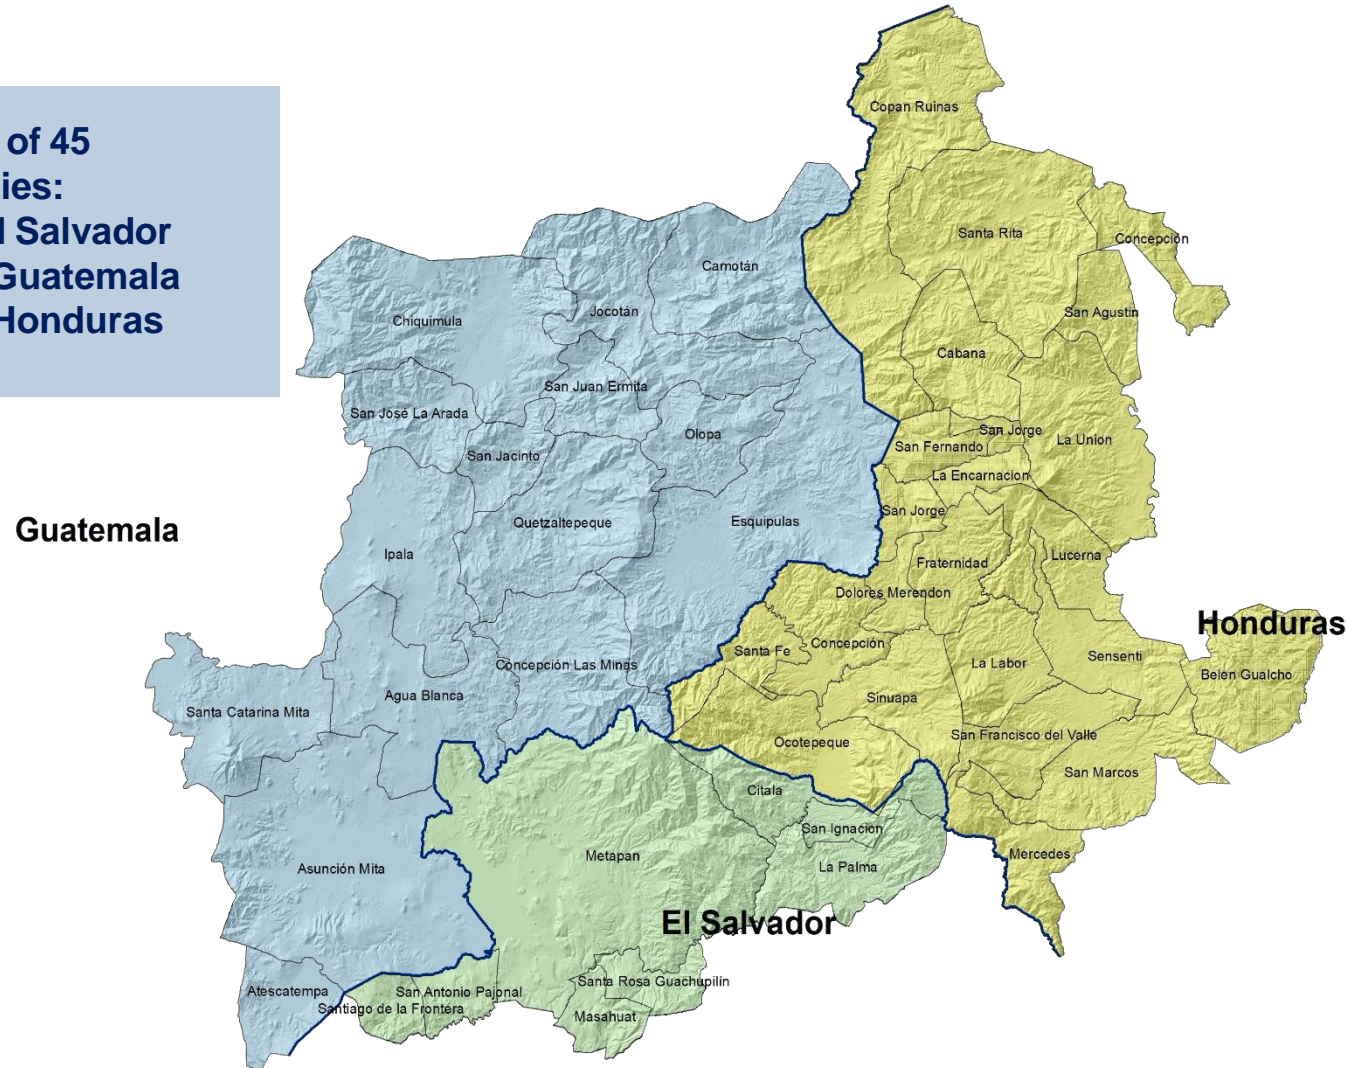 of 45
ies:
l Salvador
Guatemala
Honduras
Copan Ruinas
Santa Rita
Concepción
Camotán
Jocotán
Chiquimula
San Agustin
Cabana
San Juan Ermita
San José La Arada
Olopa
San Jorge
San Fernando
La Union
San Jacinto
La Encarnacion
San Jorge
Quetzaltepeque
Esquipulas
Guatemala
Ipala
Fraternidad
Lucerna
Dolores Merendon
Honduras
Concepción
Santa Fe
Concepción Las Minas
La Labor
Sensenti
Belen Gualcho
Agua Blanca
Sinuapa
Santa Catarina Mita
San Francisco del Valle
Ocotepeque
San Marcos
Citala
San Ignacion
Metapan
Mercedes
La Palma
Asunción Mita
El Salvador
Santa Rosa Guachupilín
Atescatempa
San Antonio Pajonal
Santiago de la Frontera
Masahuat